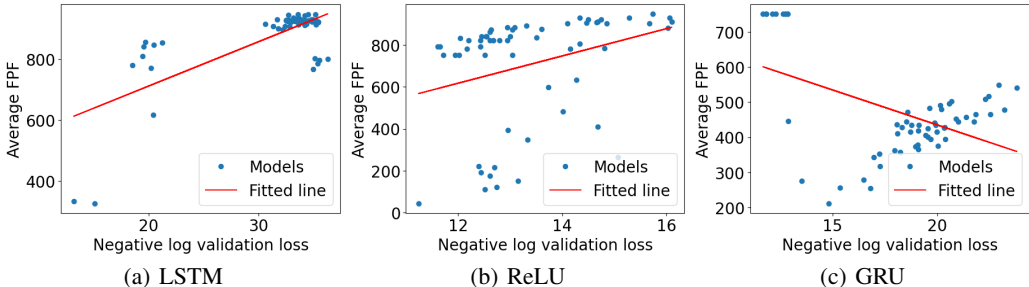 Average FPF
800
600
400
20
30
Negative log validation loss
Models
Fitted line
(a) LSTM
Average FPF
800
600
400
200
0
12
14
16
Negative log validation loss
Models
Fitted line
(b) ReLU
Average FPF
700
600
500
400
300
200
15
20
Negative log validation loss
Models
Fitted line
(c) GRU